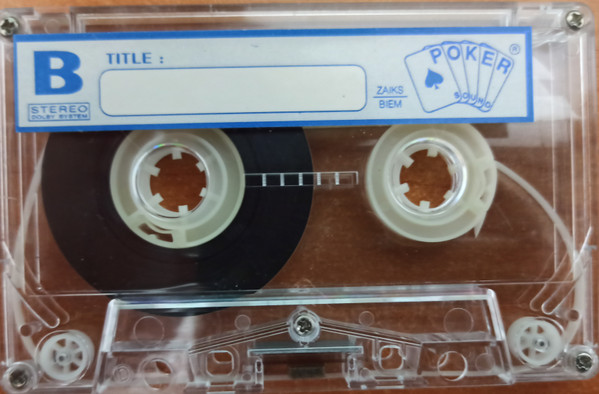 B
TITLE :
STEREO
DOLBY SYSTEM
ZAIKS
BIEM
POKER®
SOUND